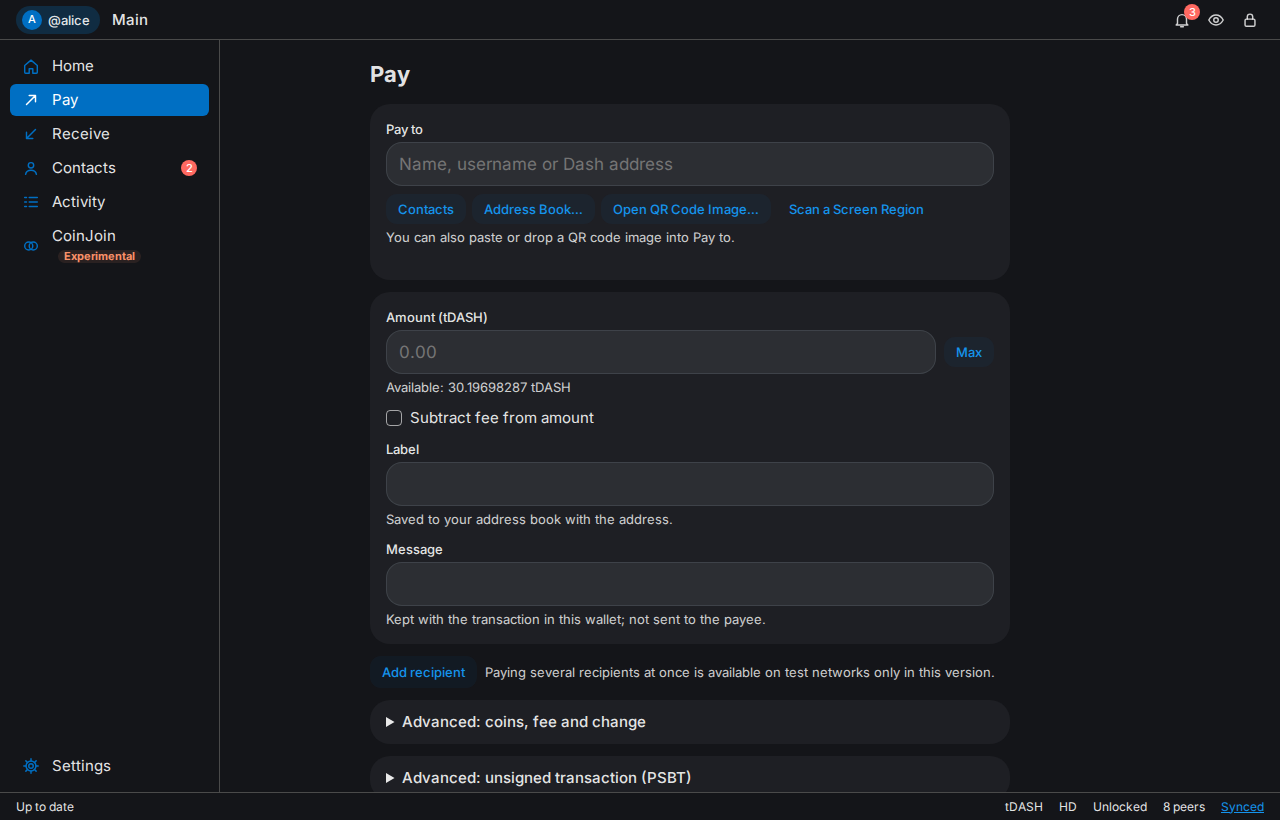 A @alice Main 3
Home
Pay
Receive
Contacts 2
Activity
CoinJoin
Experimental
Settings
Pay
Pay to
Name, username or Dash address
Contacts Address Book... Open QR Code Image... Scan a Screen Region
You can also paste or drop a QR code image into Pay to.
Amount (tDASH)
0.00 Max
Available: 30.19698287 tDASH
Subtract fee from amount
Label
Saved to your address book with the address.
Message
Kept with the transaction in this wallet; not sent to the payee.
Add recipient Paying several recipients at once is available on test networks only in this version.
Advanced: coins, fee and change
Advanced: unsigned transaction (PSBT)
Up to date tDASH HD Unlocked 8 peers Synced